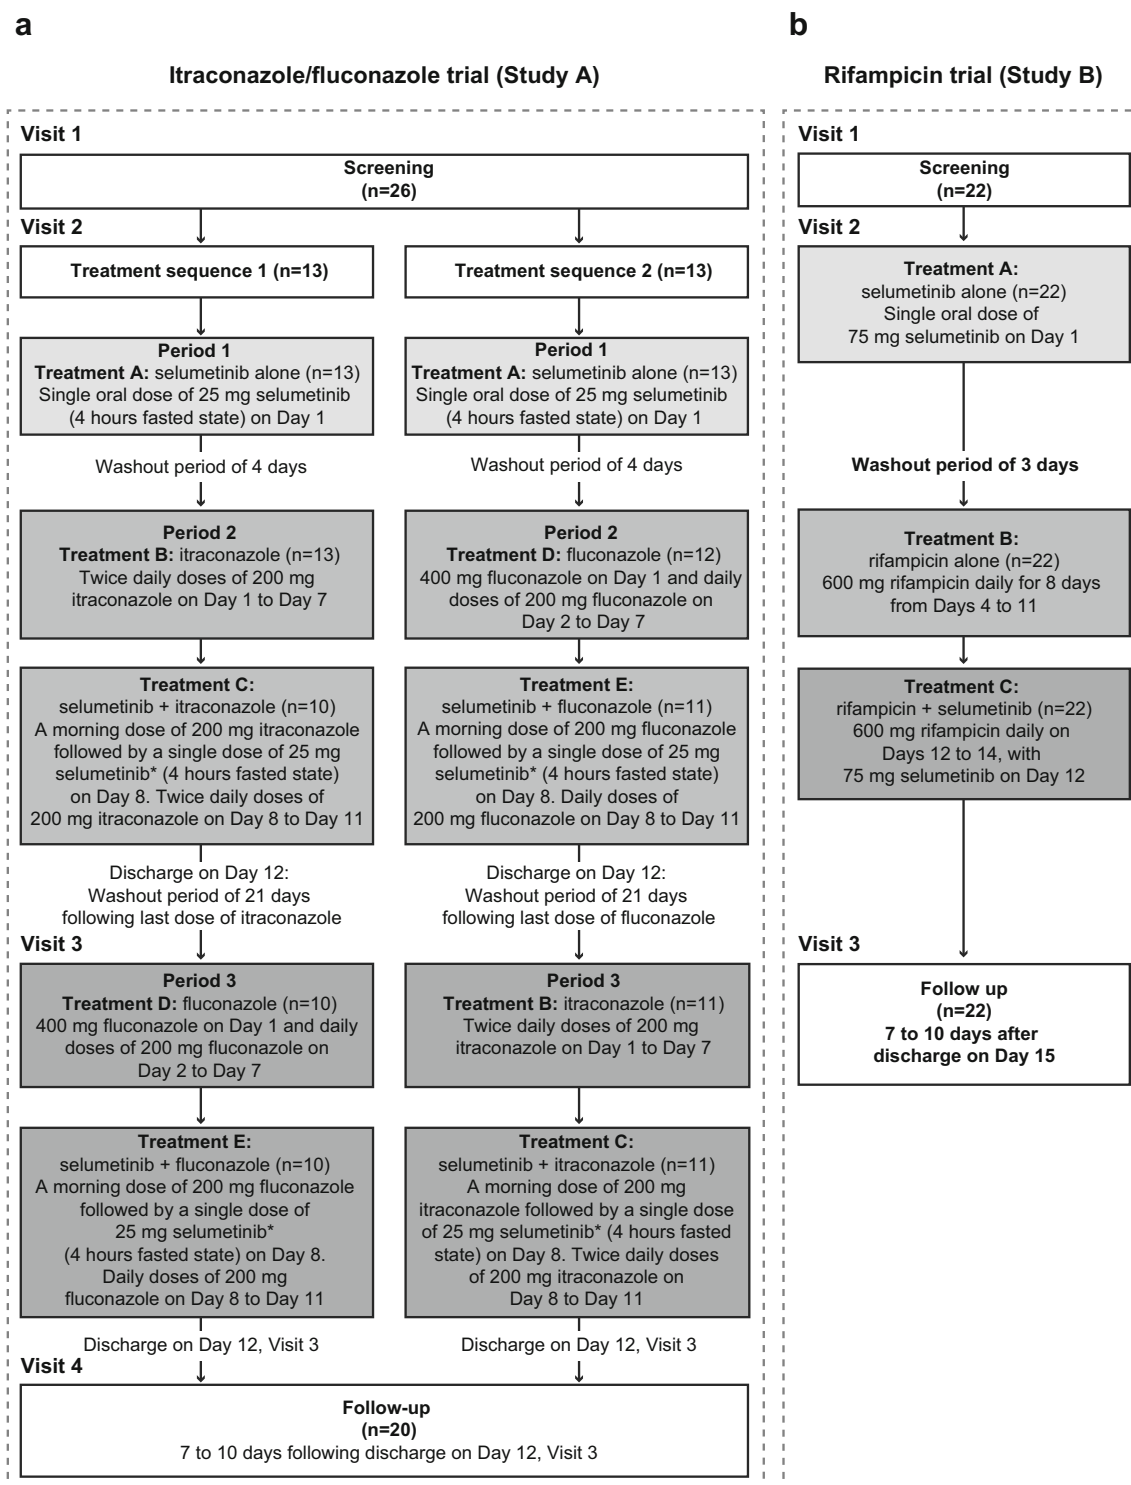 a
Itraconazole/fluconazole trial (Study A)
Visit 1
Screening
(n=26)
Visit 2
Treatment sequence 1 (n=13)
Treatment sequence 2 (n=13)
Period 1
Treatment A: selumetinib alone (n=13)
Single oral dose of 25 mg selumetinib
(4 hours fasted state) on Day 1
Period 1
Treatment A: selumetinib alone (n=13)
Single oral dose of 25 mg selumetinib
(4 hours fasted state) on Day 1
Washout period of 4 days
Washout period of 4 days
Period 2
Treatment B: itraconazole (n=13)
Twice daily doses of 200 mg
itraconazole on Day 1 to Day 7
Period 2
Treatment D: fluconazole (n=12)
400 mg fluconazole on Day 1 and daily
doses of 200 mg fluconazole on
Day 2 to Day 7
Treatment C:
selumetinib + itraconazole (n=10)
A morning dose of 200 mg itraconazole
followed by a single dose of 25 mg
selumetinib* (4 hours fasted state)
on Day 8. Twice daily doses of
200 mg itraconazole on Day 8 to Day 11
Treatment E:
selumetinib + fluconazole (n=11)
A morning dose of 200 mg fluconazole
followed by a single dose of 25 mg
selumetinib* (4 hours fasted state)
on Day 8. Daily doses of
200 mg fluconazole on Day 8 to Day 11
Discharge on Day 12:
Washout period of 21 days
following last dose of itraconazole
Discharge on Day 12:
Washout period of 21 days
following last dose of fluconazole
Visit 3
Period 3
Treatment D: fluconazole (n=10)
400 mg fluconazole on Day 1 and daily
doses of 200 mg fluconazole on
Day 2 to Day 7
Period 3
Treatment B: itraconazole (n=11)
Twice daily doses of 200 mg
itraconazole on Day 1 to Day 7
Treatment E:
selumetinib + fluconazole (n=10)
A morning dose of 200 mg fluconazole
followed by a single dose of
25 mg selumetinib*
(4 hours fasted state) on Day 8.
Daily doses of 200 mg
fluconazole on Day 8 to Day 11
Treatment C:
selumetinib + itraconazole (n=11)
A morning dose of 200 mg
itraconazole followed by a single dose
of 25 mg selumetinib* (4 hours fasted
state) on Day 8. Twice daily doses
of 200 mg itraconazole on
Day 8 to Day 11
Discharge on Day 12, Visit 3
Discharge on Day 12, Visit 3
Visit 4
Follow-up
(n=20)
7 to 10 days following discharge on Day 12, Visit 3
b
Rifampicin trial (Study B)
Visit 1
Screening
(n=22)
Visit 2
Treatment A:
selumetinib alone (n=22)
Single oral dose of
75 mg selumetinib on Day 1
Washout period of 3 days
Treatment B:
rifampicin alone (n=22)
600 mg rifampicin daily for 8 days
from Days 4 to 11
Treatment C:
rifampicin + selumetinib (n=22)
600 mg rifampicin daily on
Days 12 to 14, with
75 mg selumetinib on Day 12
Visit 3
Follow up
(n=22)
7 to 10 days after
discharge on Day 15